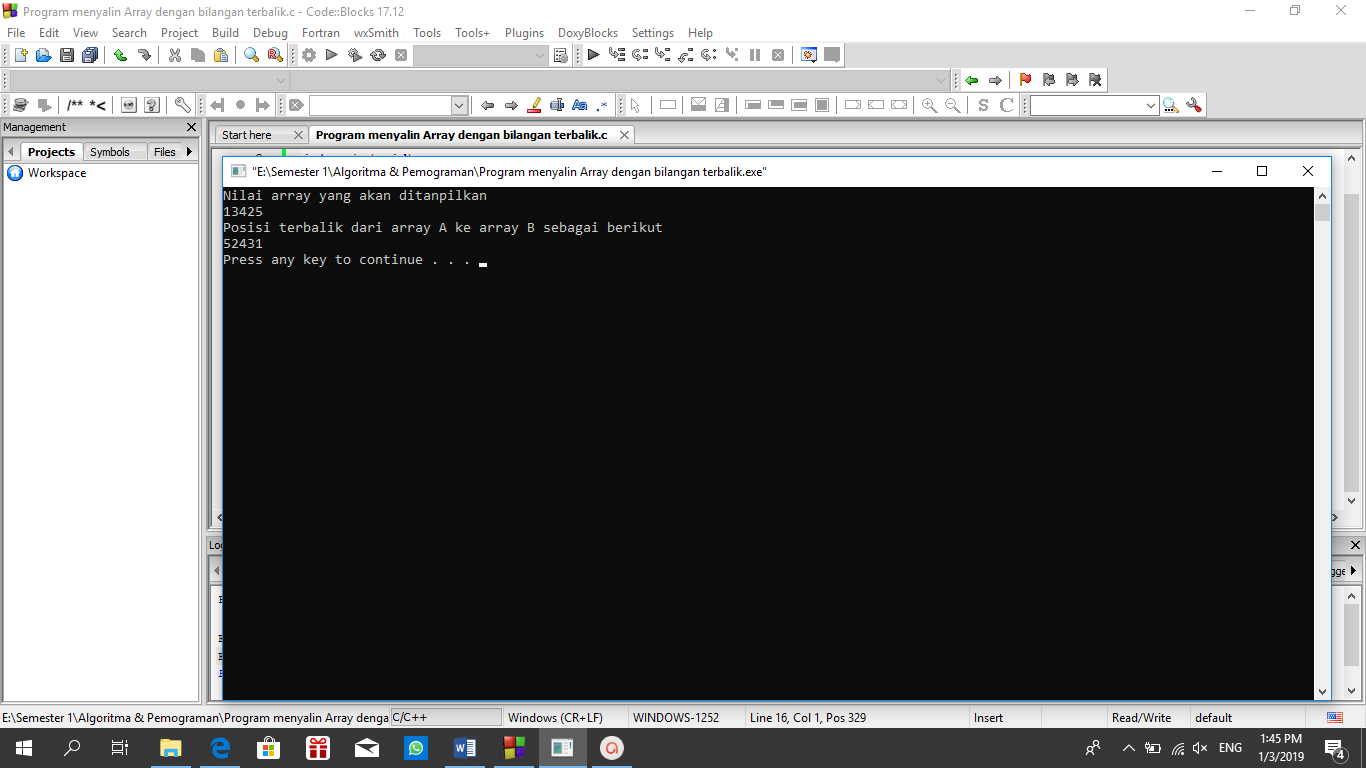 Program menyalin Array dengan bilangan terbalik.c - Code::Blocks 17.12
File Edit View Search Project Build Debug Fortran wxSmith Tools Tools+ Plugins DoxyBlocks Settings Help
/** *<
Aa .*
S C
Management
Start here Program menyalin Array dengan bilangan terbalik.c
Projects Symbols Files
Workspace
"E:\Semester 1\Algoritma & Pemograman\Program menyalin Array dengan bilangan terbalik.exe"
Nilai array yang akan ditanpilkan
13425
Posisi terbalik dari array A ke array B sebagai berikut
52431
Press any key to continue . . .
E:\Semester 1\Algoritma & Pemograman\Program menyalin Array denga C/C++ Windows (CR+LF) WINDOWS-1252 Line 16, Col 1, Pos 329 Insert Read/Write default
ENG
1:45 PM
1/3/2019
4